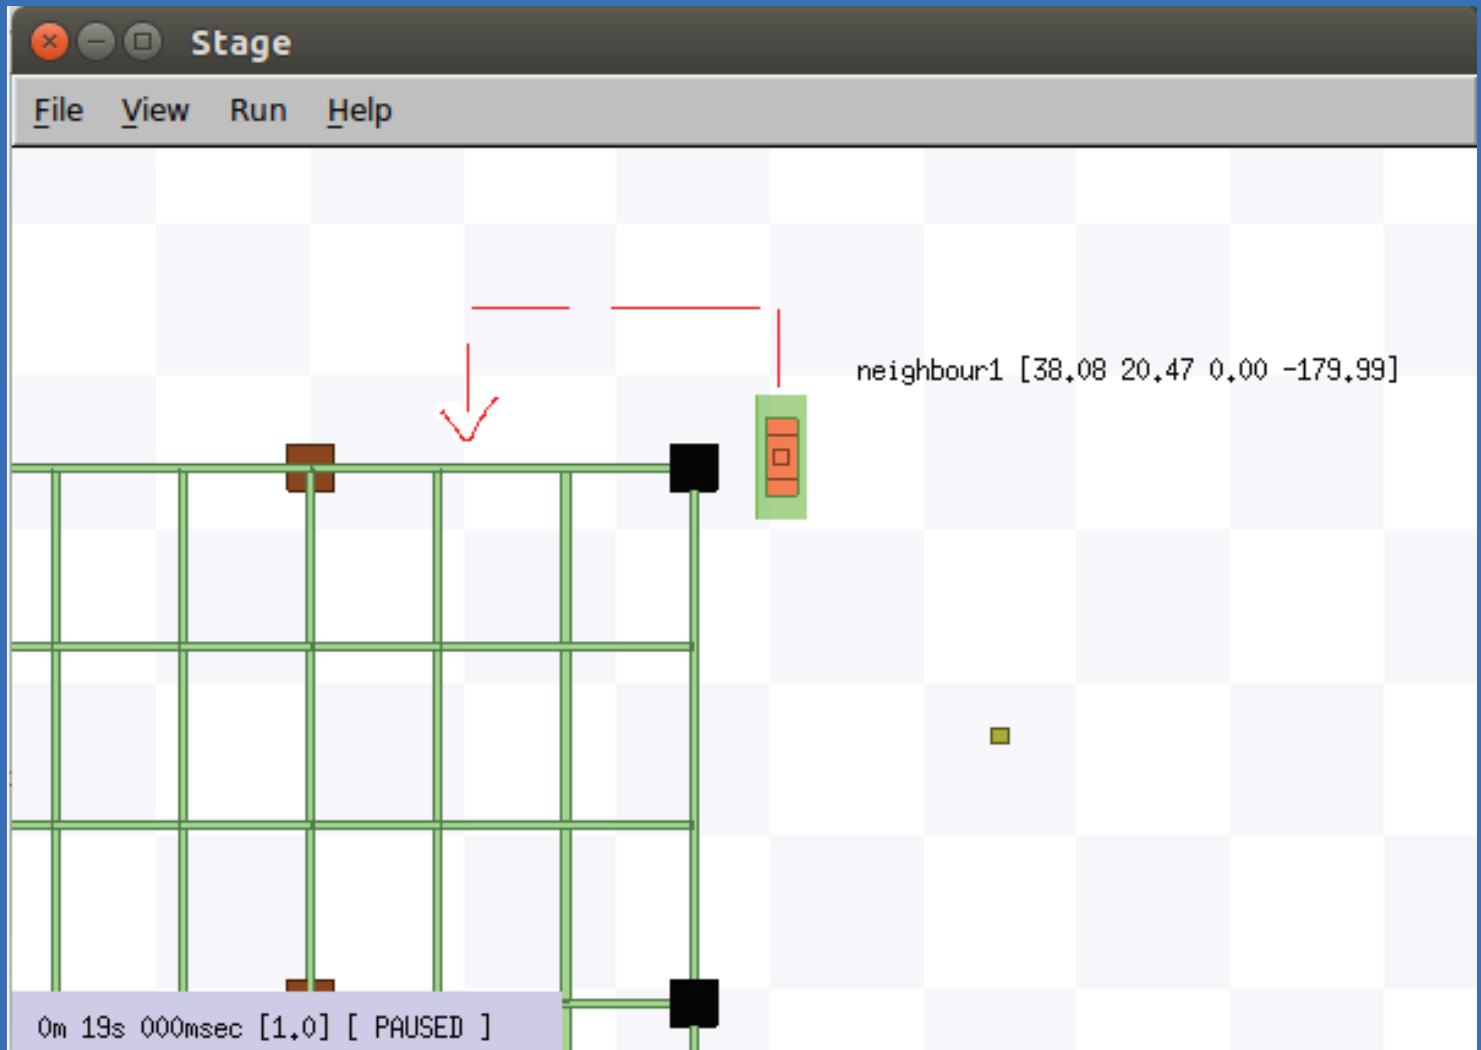 Stage
File View Run Help
neighbour1 [38.08 20.47 0.00 -179.99]
0m 19s 000msec [1.0] [ PAUSED ]